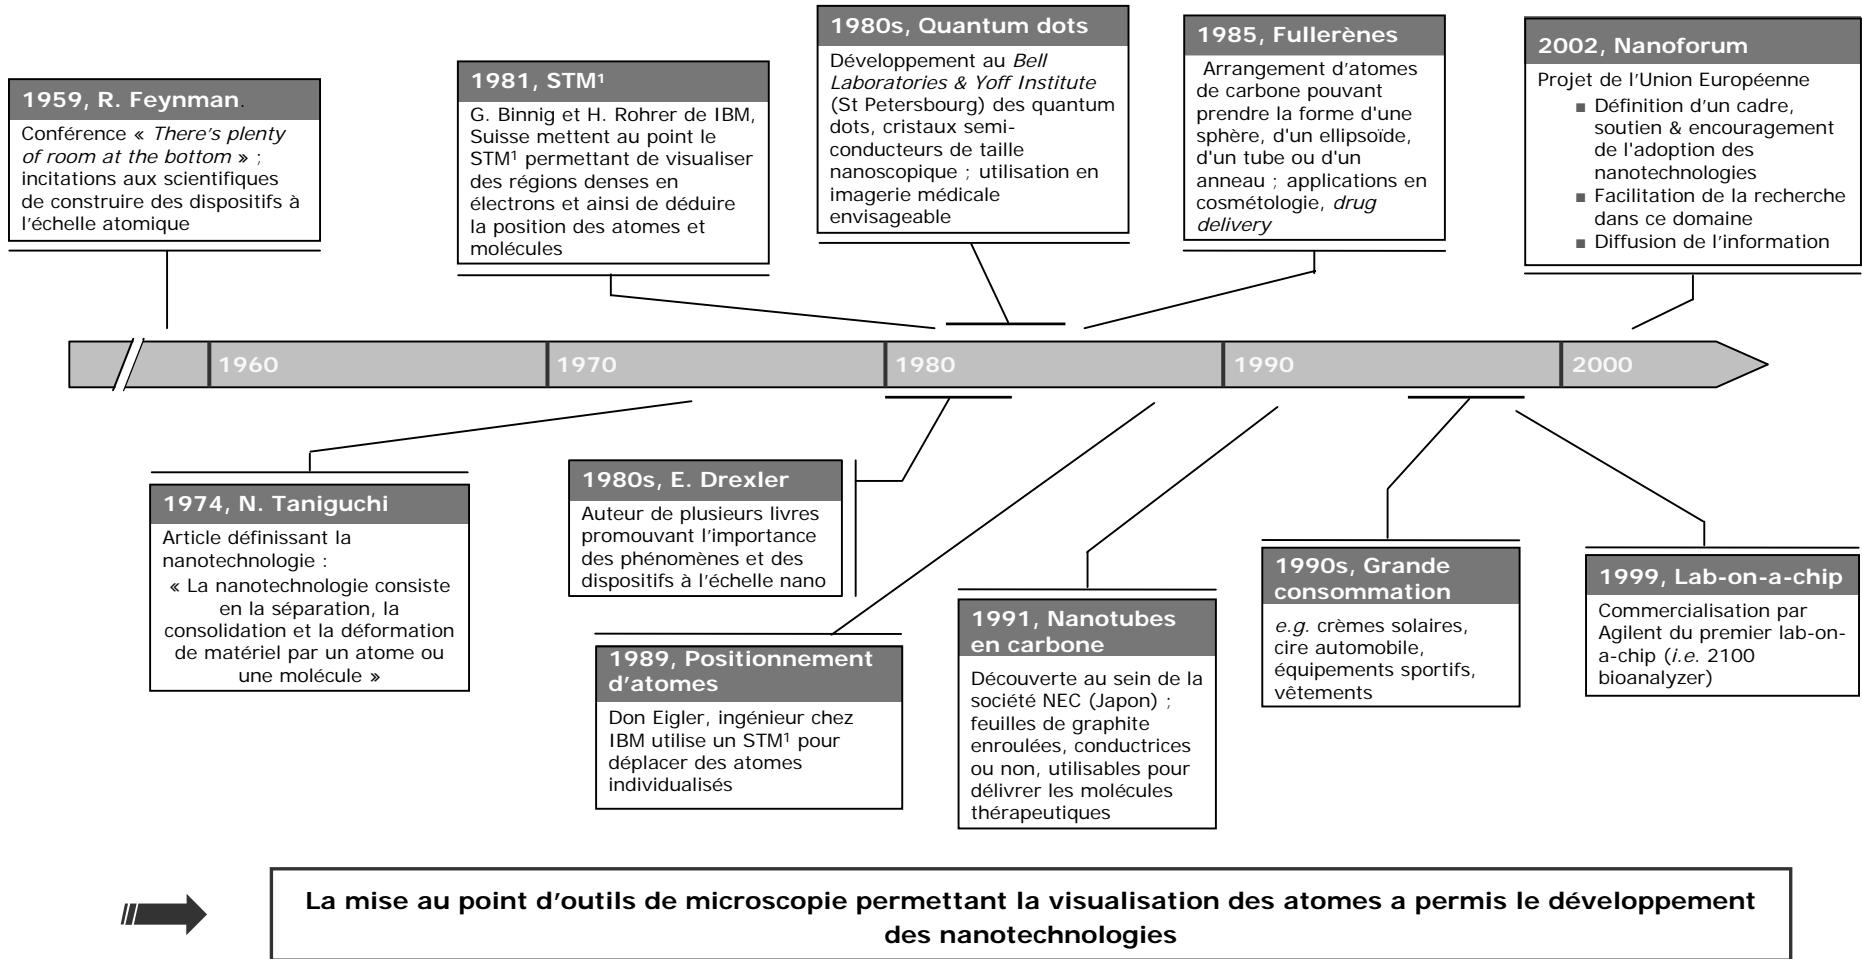 1959, R. Feynman.
Conférence « There's plenty
of room at the bottom » ;
incitations aux scientifiques
de construire des dispositifs à
l'échelle atomique
1981, STM¹
G. Binnig et H. Rohrer de IBM,
Suisse mettent au point le
STM¹ permettant de visualiser
des régions denses en
électrons et ainsi de déduire
la position des atomes et
molécules
1980s, Quantum dots
Développement au Bell
Laboratories & Yoff Institute
(St Petersbourg) des quantum
dots, cristaux semi-
conducteurs de taille
nanoscopique ; utilisation en
imagerie médicale
envisageable
1985, Fullerènes
Arrangement d'atomes
de carbone pouvant
prendre la forme d'une
sphère, d'un ellipsoïde,
d'un tube ou d'un
anneau ; applications en
cosmétologie, drug
delivery
2002, Nanoforum
Projet de l'Union Européenne
■ Définition d'un cadre,
soutien & encouragement
de l'adoption des
nanotechnologies
■ Facilitation de la recherche
dans ce domaine
■ Diffusion de l'information
1960
1970
1980
1990
2000
1974, N. Taniguchi
Article définissant la
nanotechnologie :
« La nanotechnologie consiste
en la séparation, la
consolidation et la déformation
de matériel par un atome ou
une molécule »
1980s, E. Drexler
Auteur de plusieurs livres
promouvant l'importance
des phénomènes et des
dispositifs à l'échelle nano
1989, Positionnement
d'atomes
Don Eigler, ingénieur chez
IBM utilise un STM¹ pour
déplacer des atomes
individualisés
1991, Nanotubes
en carbone
Découverte au sein de la
société NEC (Japon) ;
feuilles de graphite
enroulées, conductrices
ou non, utilisables pour
délivrer les molécules
thérapeutiques
1990s, Grande
consommation
e.g. crèmes solaires,
cire automobile,
équipements sportifs,
vêtements
1999, Lab-on-a-chip
Commercialisation par
Agilent du premier lab-on-
a-chip (i.e. 2100
bioanalyzer)
La mise au point d'outils de microscopie permettant la visualisation des atomes a permis le développement
des nanotechnologies